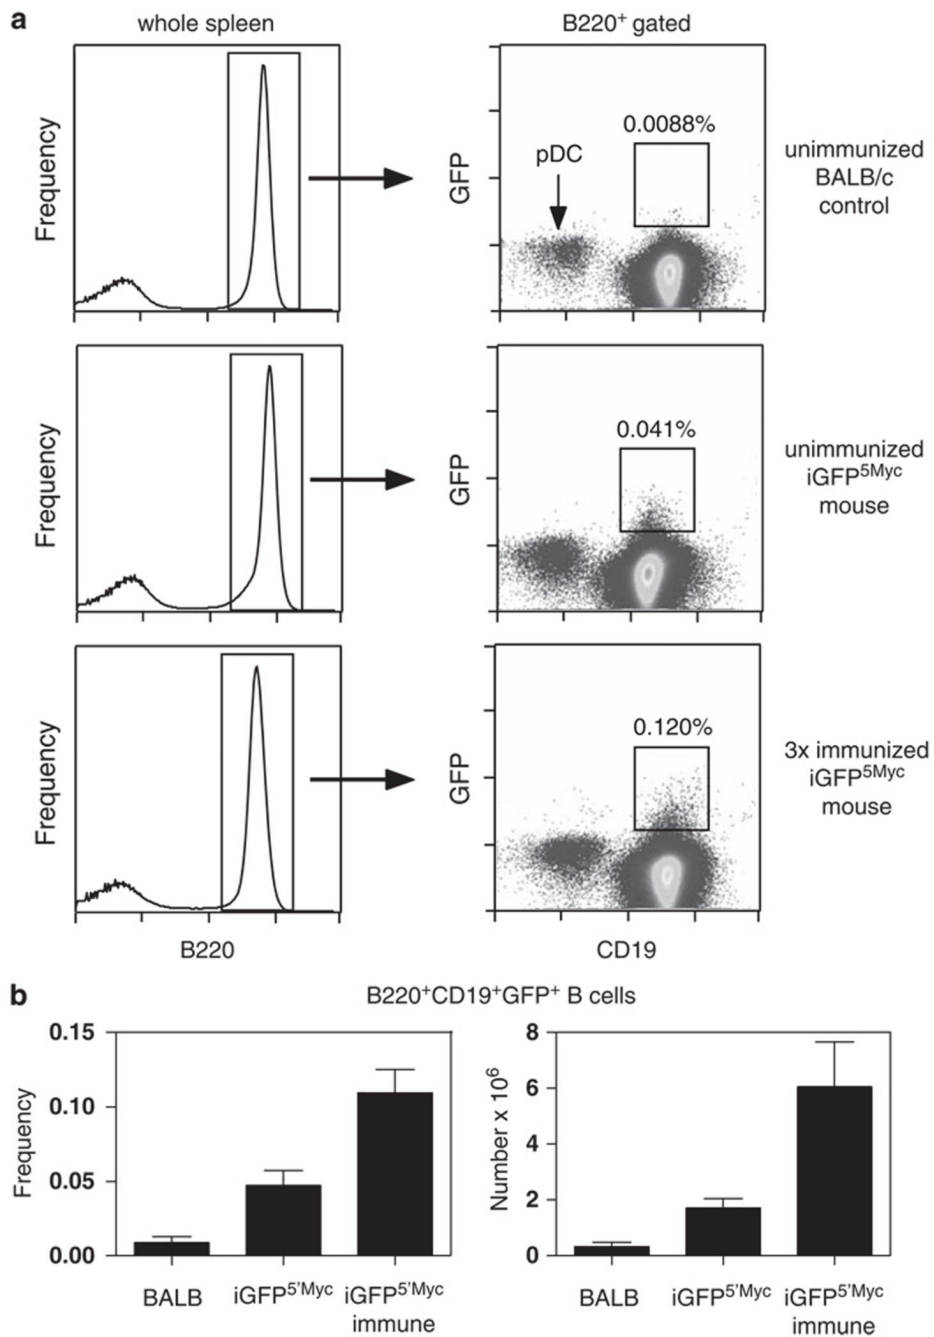 a
whole spleen
B220⁺ gated
Frequency
GFP
pDC
0.0088%
unimmunized
BALB/c
control
Frequency
GFP
0.041%
unimmunized
iGFP⁵ᴹʸᶜ
mouse
Frequency
GFP
0.120%
3x immunized
iGFP⁵ᴹʸᶜ
mouse
B220
CD19
b
B220⁺CD19⁺GFP⁺ B cells
Frequency
0.15
0.10
0.05
0.00
BALB
iGFP⁵'ᴹʸᶜ
iGFP⁵'ᴹʸᶜ
immune
Number x 10⁶
8
6
4
2
0
BALB
iGFP⁵'ᴹʸᶜ
iGFP⁵'ᴹʸᶜ
immune